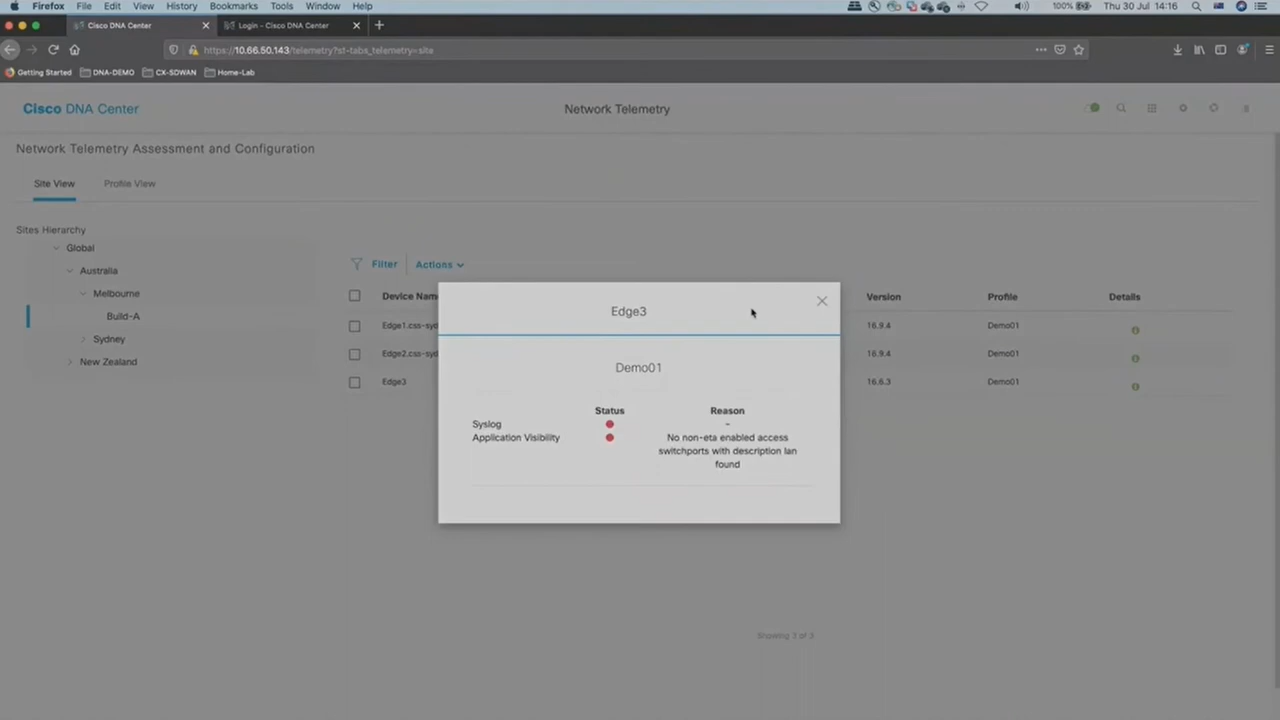 Firefox File Edit View History Bookmarks Tools Window Help 100% Thu 30 Jul 14:16
Cisco DNA Center Login - Cisco DNA Center
https://10.66.50.143/telemetry?st-tabs_telemetry=site
Getting Started DNA-DEMO CX-SDWAN Home-Lab
Cisco DNA Center Network Telemetry
Network Telemetry Assessment and Configuration
Site View Profile View
Sites Hierarchy
Global
Australia
Melbourne
Build-A
Sydney
New Zealand
Filter Actions
Device Nam Version Profile Details
Edge1.css-syd 16.9.4 Demo01
Edge2.css-syd 16.9.4 Demo01
Edge3 16.6.3 Demo01
Edge3
Demo01
Status Reason
Syslog -
Application Visibility No non-eta enabled access
switchports with description lan
found
Showing 3 of 3